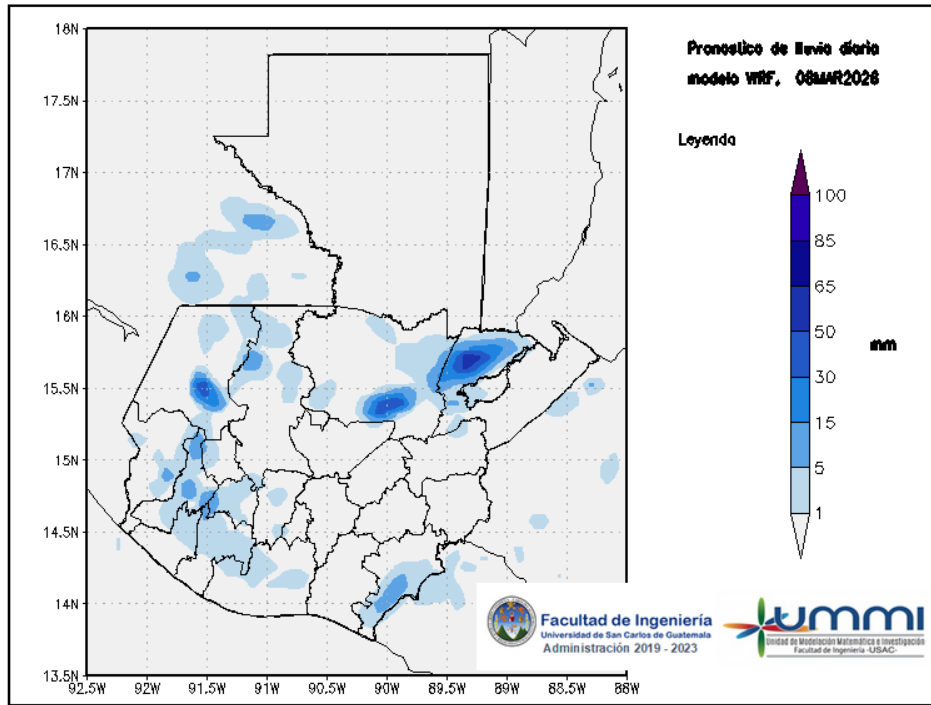 Pronostico de lluvia diaria
modelo WRF, 08MAR2026
Leyenda
100
85
65
50
30
15
5
1
mm
18N
17.5N
17N
16.5N
16N
15.5N
15N
14.5N
14N
13.5N
92.5W
92W
91.5W
91W
90.5W
90W
89.5W
89W
88.5W
88W
Facultad de Ingeniería
Universidad de San Carlos de Guatemala
Administración 2019 - 2023
UMMI
Unidad de Modelación Matemática e Investigación
Facultad de Ingeniería -USAC-